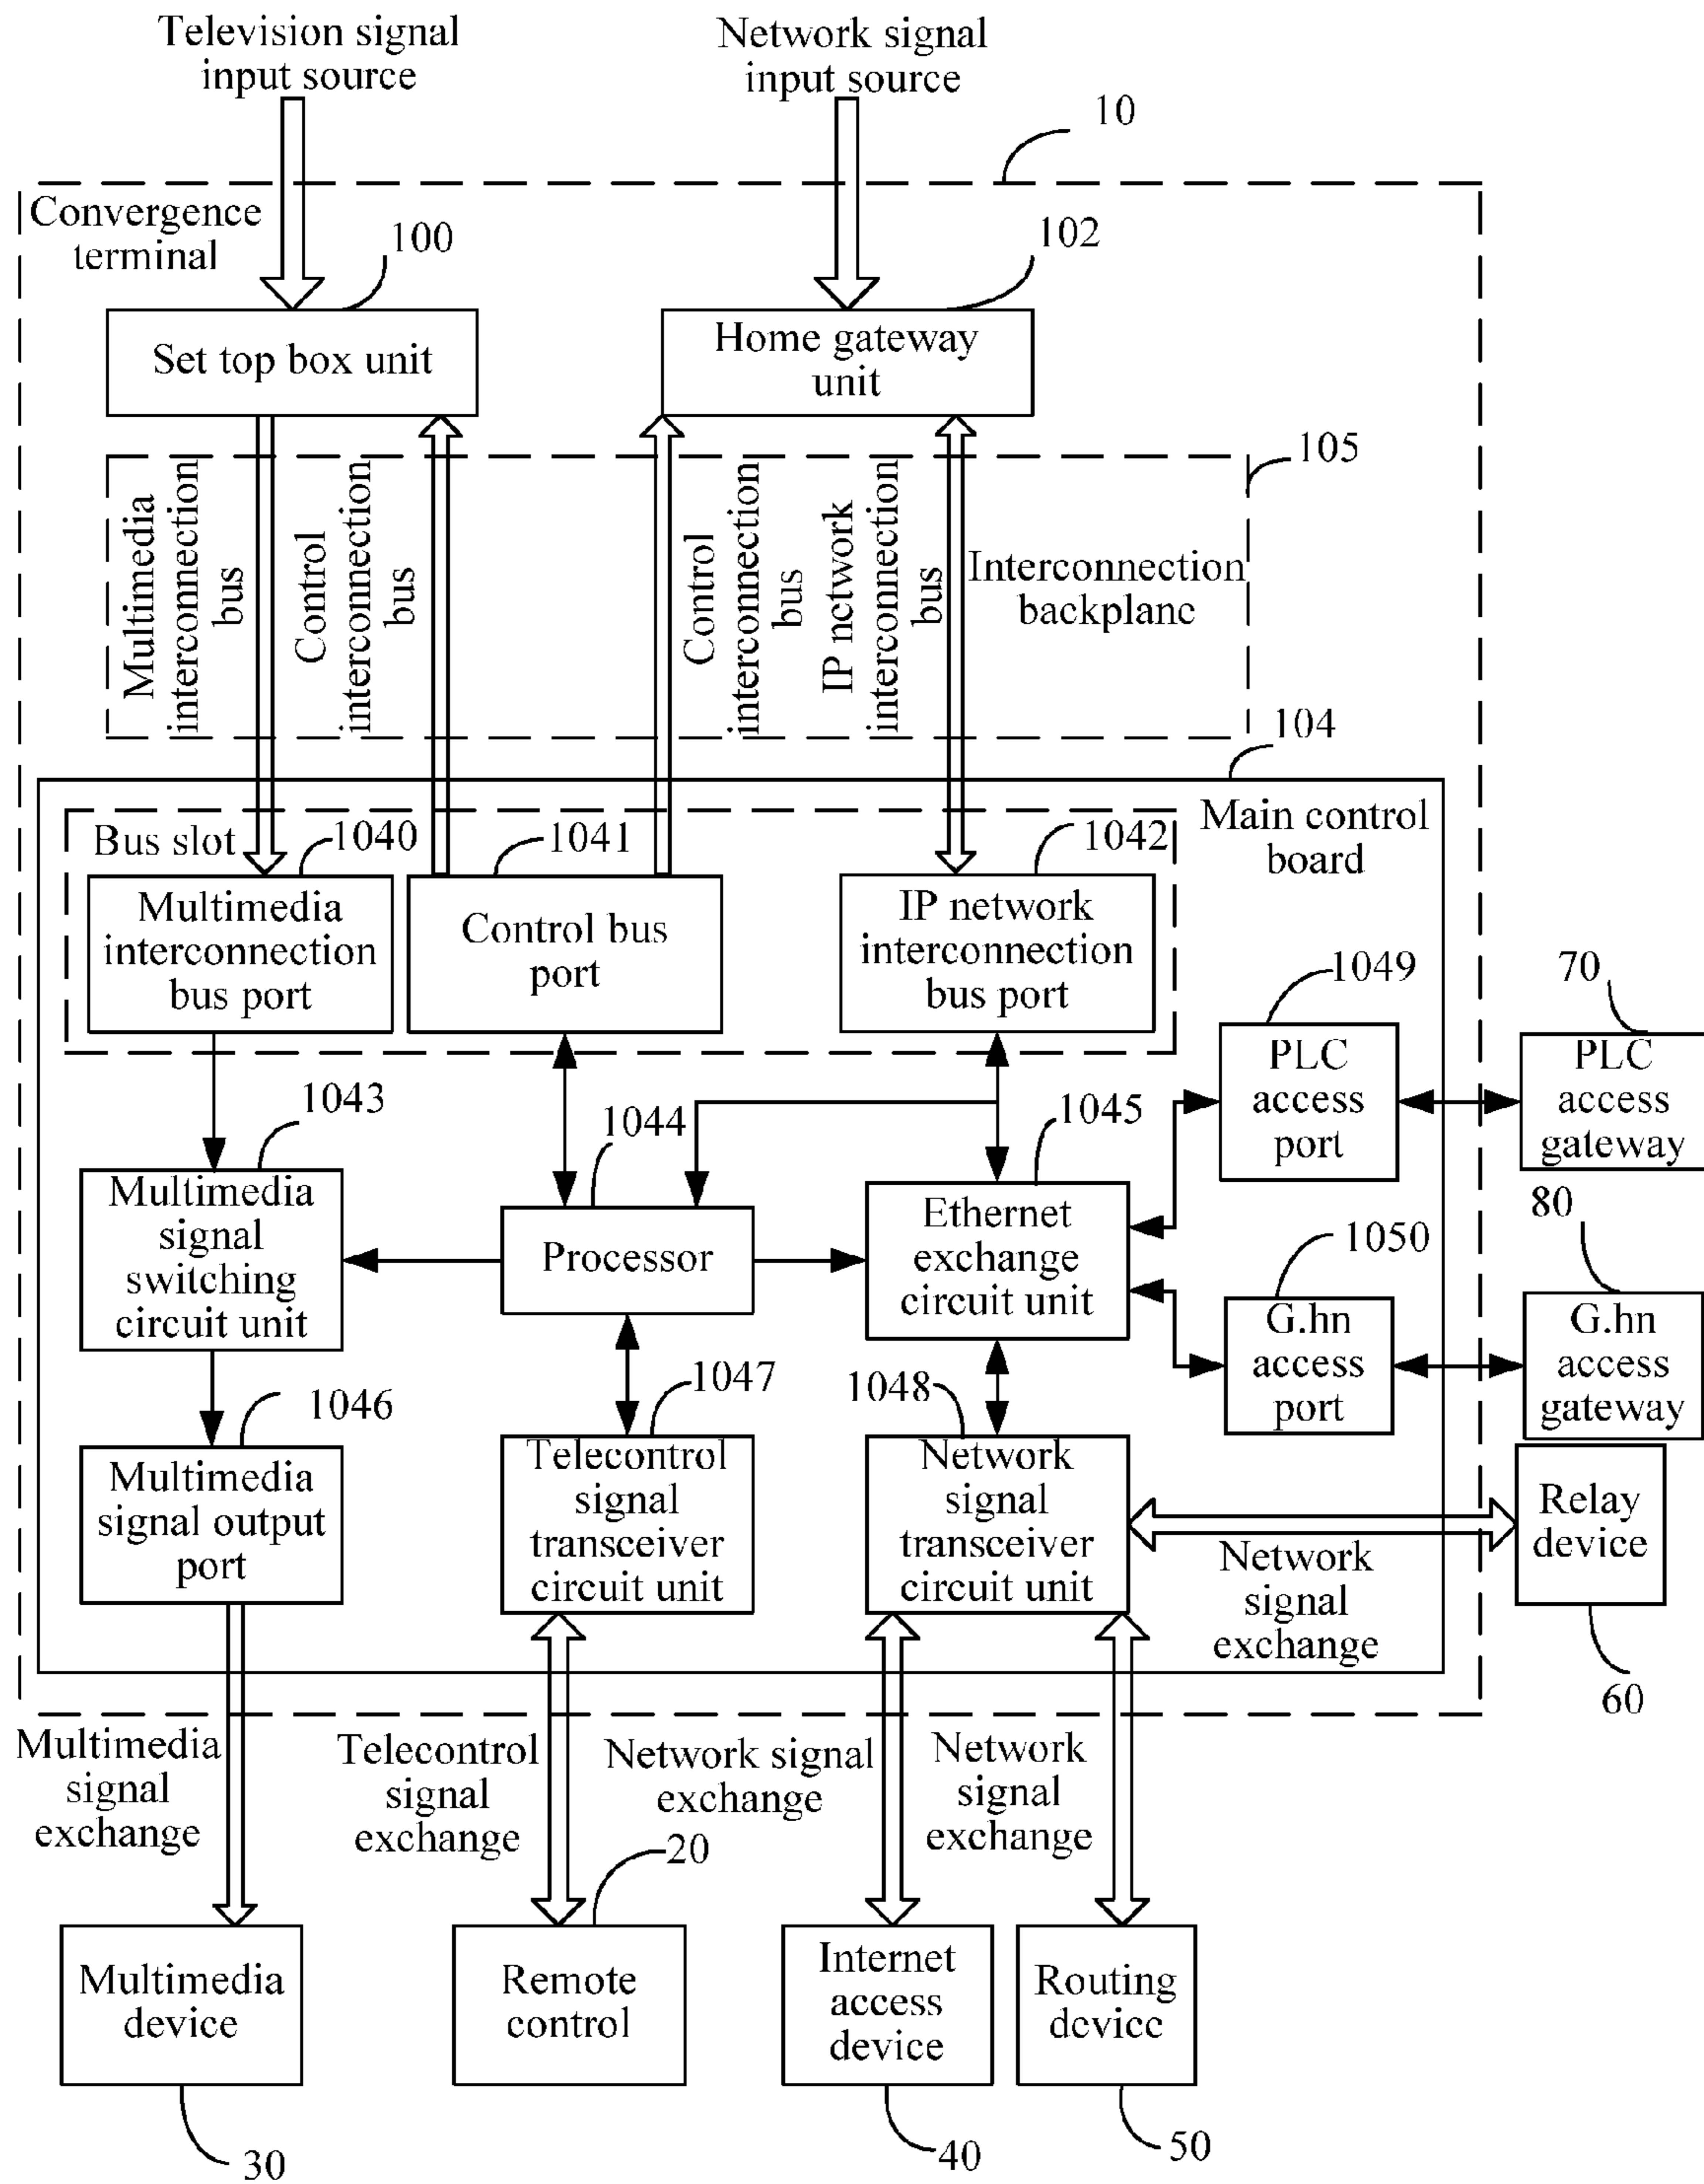 Television signal
input source
Network signal
input source
10
Convergence
terminal
100
102
Set top box unit
Home gateway
unit
105
Multimedia
interconnection
bus
Control
interconnection
bus
Control
interconnection
bus
IP network
interconnection
bus
Interconnection
backplane
104
Main control
board
Bus slot
1040
1041
1042
Multimedia
interconnection
bus port
Control bus
port
IP network
interconnection
bus port
1049
70
PLC
access
port
PLC
access
gateway
1043
1044
1045
Multimedia
signal
switching
circuit unit
Processor
Ethernet
exchange
circuit unit
1050
80
G.hn
access
port
G.hn
access
gateway
1046
1047
1048
Multimedia
signal output
port
Telecontrol
signal
transceiver
circuit unit
Network
signal
transceiver
circuit unit
Network
signal
exchange
Relay
device
60
Multimedia
signal
exchange
Telecontrol
signal
exchange
Network signal
exchange
Network
signal
exchange
20
Multimedia
device
Remote
control
Internet
access
device
Routing
device
30
40
50